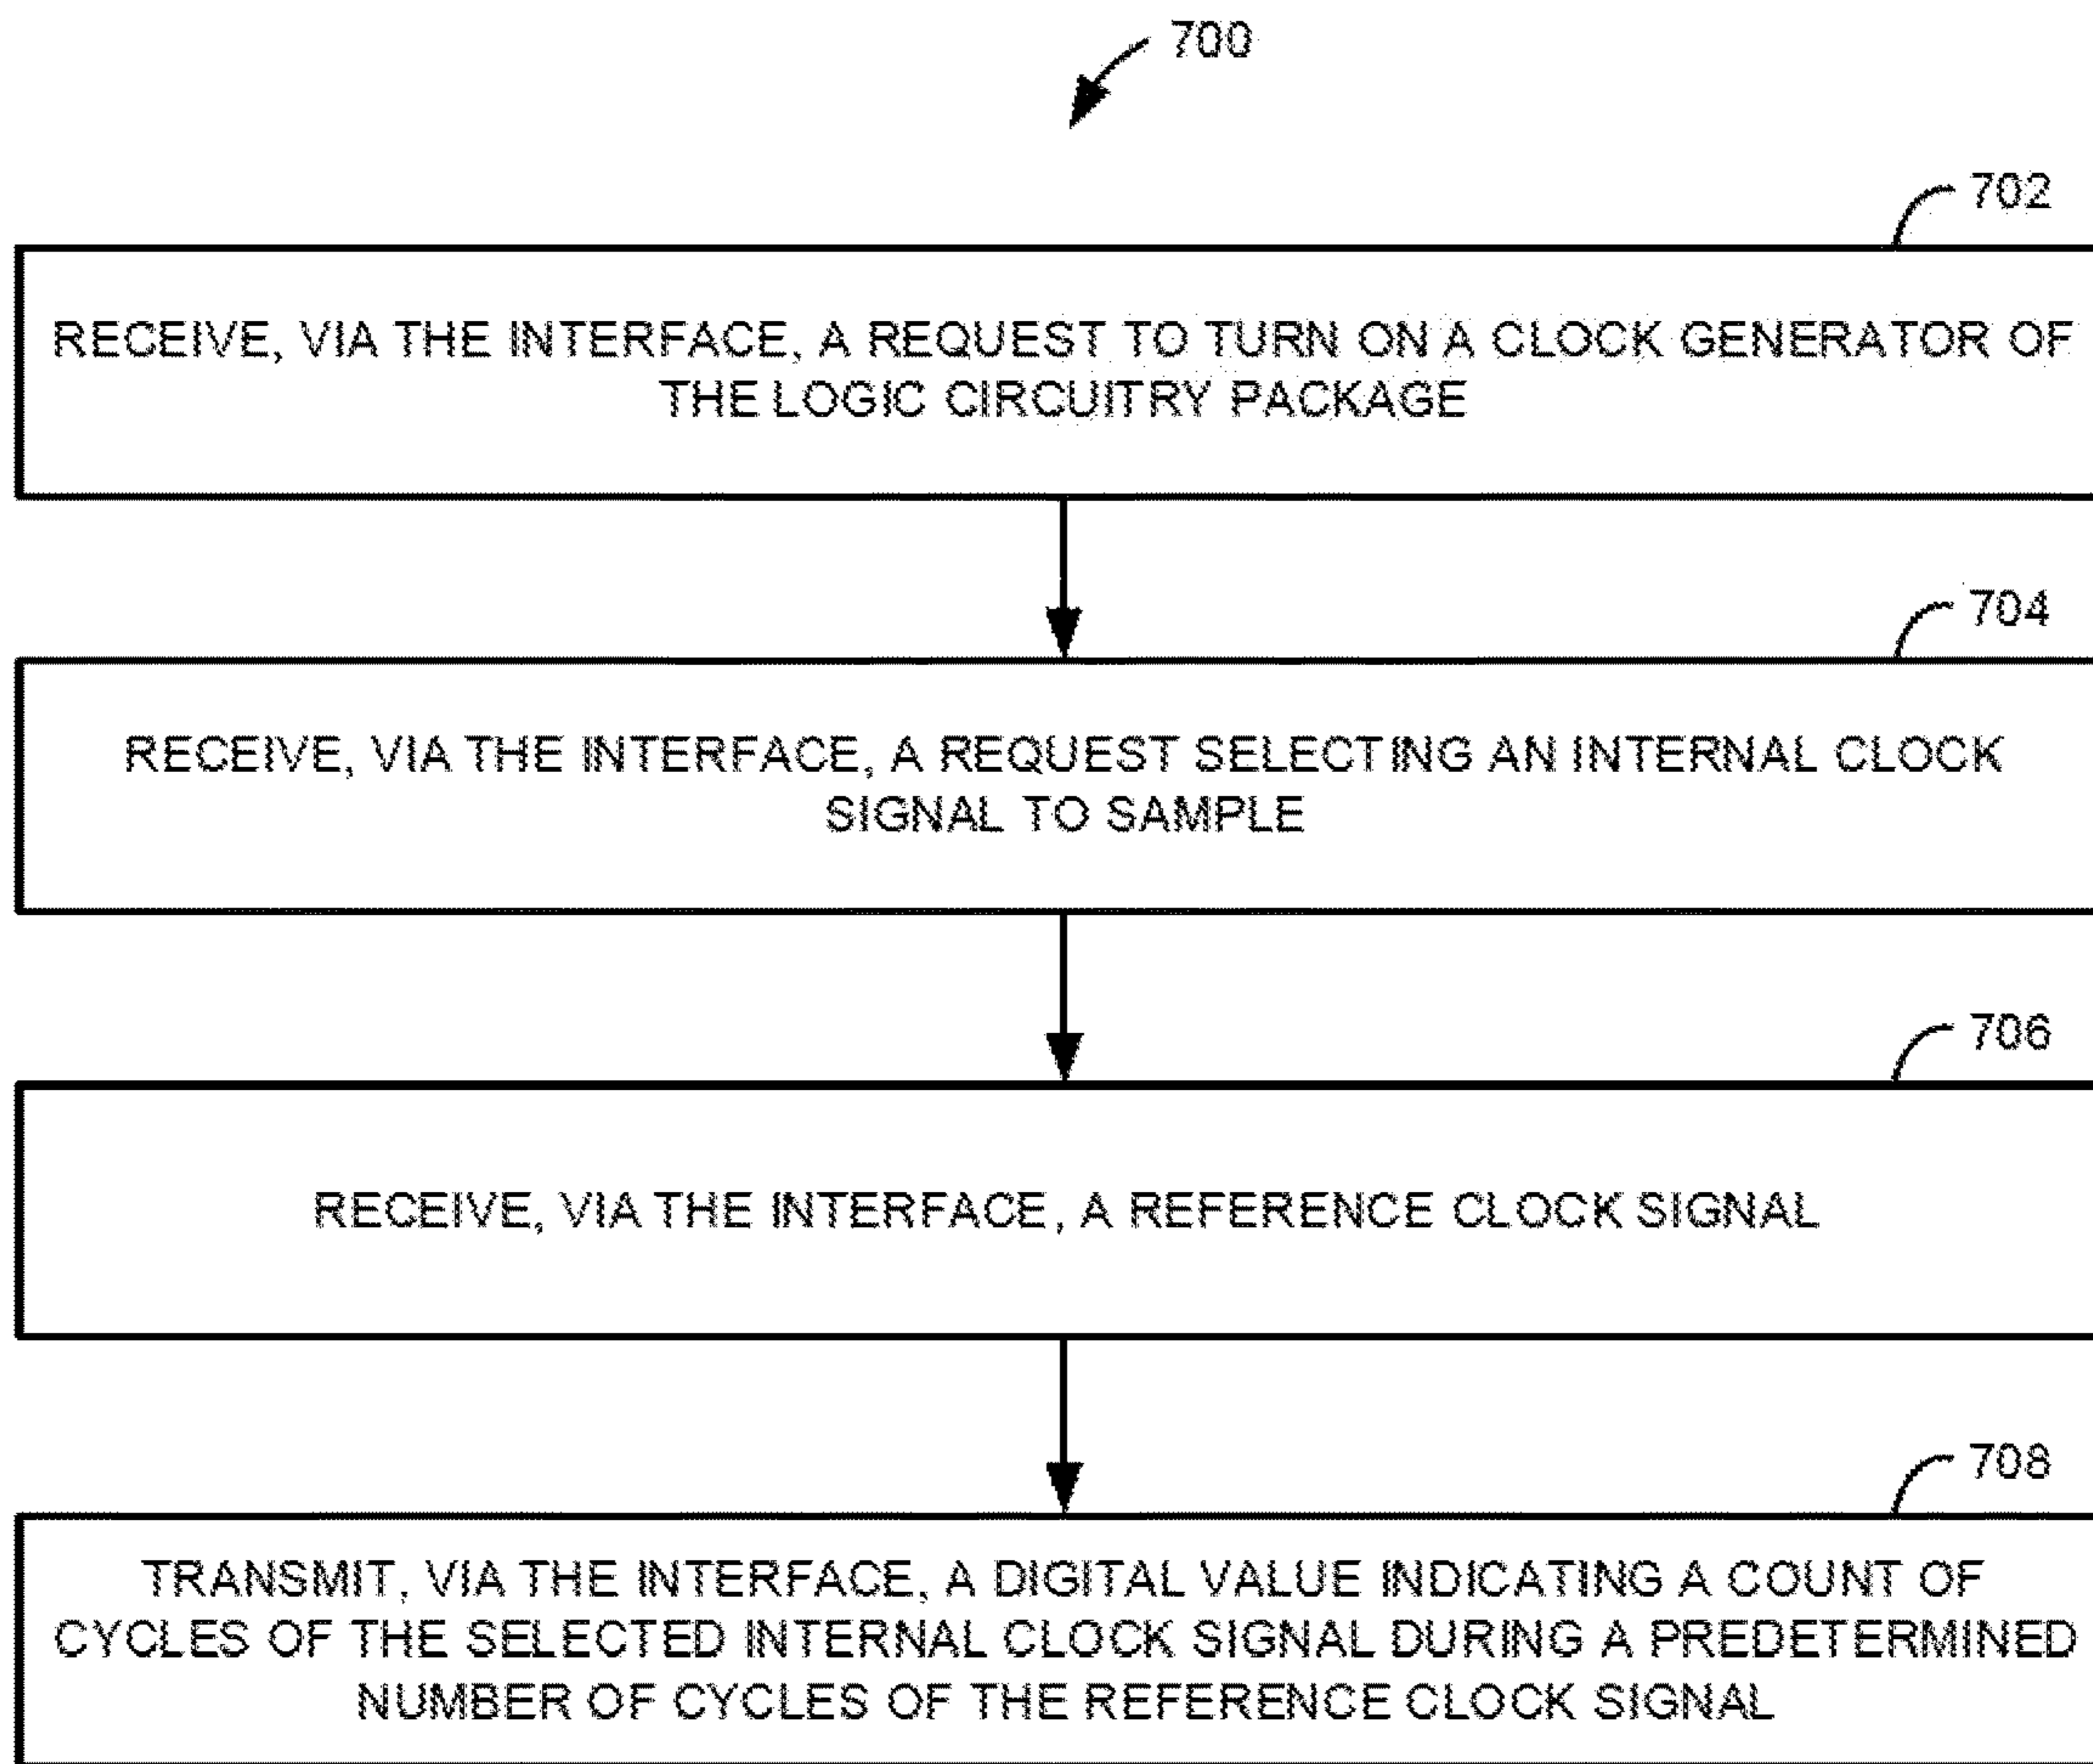 700
702
RECEIVE, VIA THE INTERFACE, A REQUEST TO TURN ON A CLOCK GENERATOR OF
THE LOGIC CIRCUITRY PACKAGE
704
RECEIVE, VIA THE INTERFACE, A REQUEST SELECTING AN INTERNAL CLOCK
SIGNAL TO SAMPLE
706
RECEIVE, VIA THE INTERFACE, A REFERENCE CLOCK SIGNAL
708
TRANSMIT, VIA THE INTERFACE, A DIGITAL VALUE INDICATING A COUNT OF
CYCLES OF THE SELECTED INTERNAL CLOCK SIGNAL DURING A PREDETERMINED
NUMBER OF CYCLES OF THE REFERENCE CLOCK SIGNAL